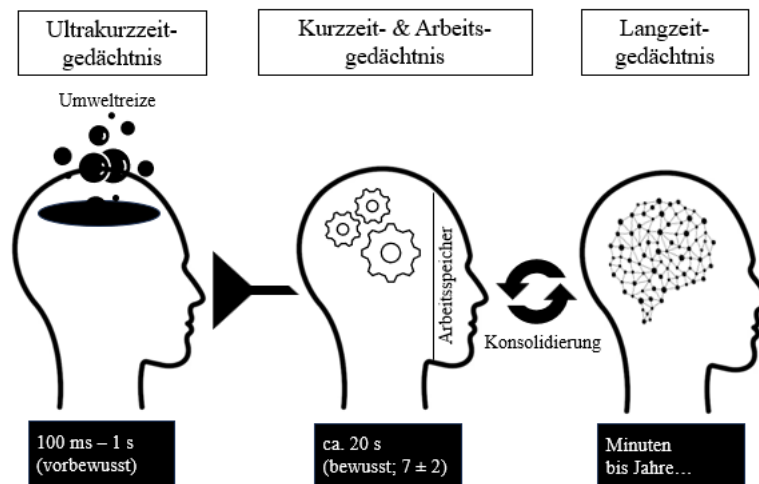 Ultrakurzzeit-
gedächtnis
Kurzzeit- & Arbeits-
gedächtnis
Langzeit-
gedächtnis
Umweltreize
Arbeitsspeicher
Konsolidierung
100 ms – 1 s
(vorbewusst)
ca. 20 s
(bewusst; 7 ± 2)
Minuten
bis Jahre…